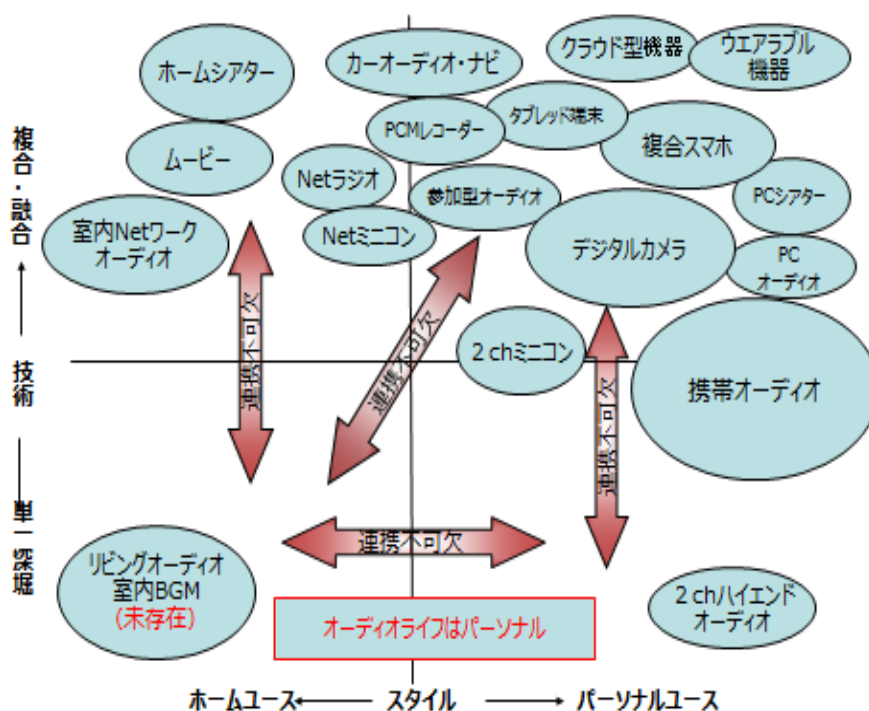 クラウド型機器
ウエアラブル
機器
ホームシアター
カーオーディオ・ナビ
タブレッド端末
PCMレコーダー
複合スマホ
ムービー
Netラジオ
参加型オーディオ
PCシアター
室内Netワーク
オーディオ
Netミニコン
デジタルカメラ
PC
オーディオ
2chミニコン
携帯オーディオ
連携不可欠
連携不可欠
連携不可欠
連携不可欠
リビングオーディオ
室内BGM
(未存在)
オーディオライフはパーソナル
2chハイエンド
オーディオ
複合・融合
技術
単一深堀
ホームユース
スタイル
パーソナルユース